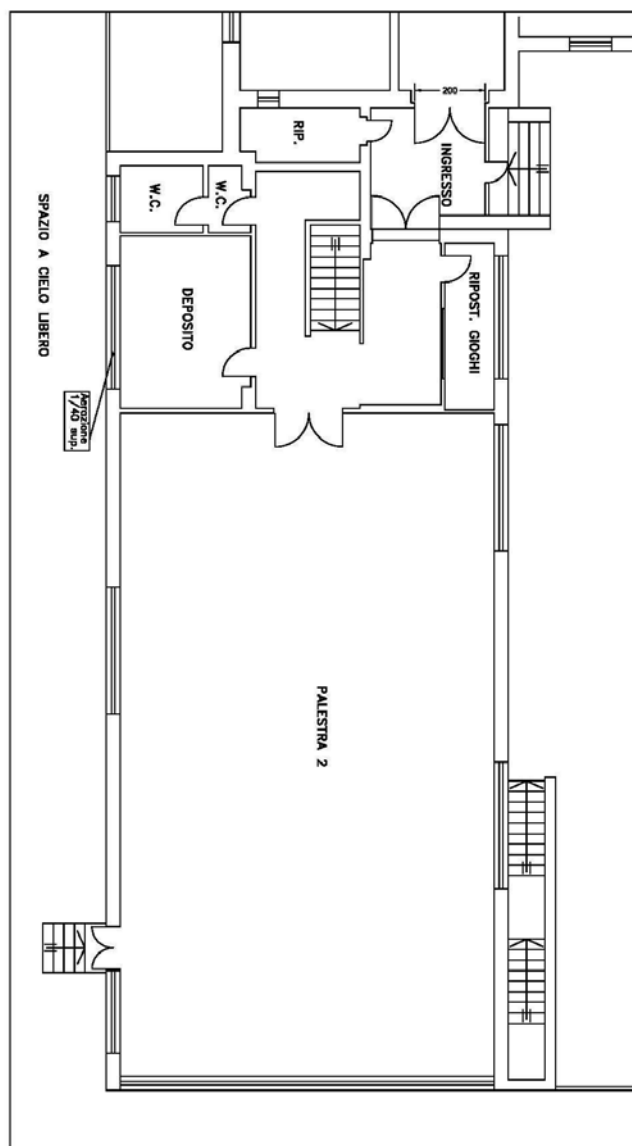 200
RIP.
INGRESSO
W.C.
W.C.
SPAZIO A CIELO LIBERO
DEPOSITO
RIPOST. GIOGHI
Aerazione
1/40 sup.
PALESTRA 2